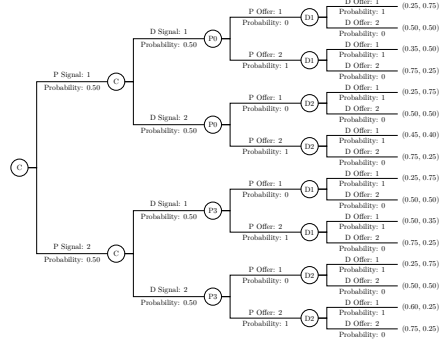 D Offer: 1
(0.25, 0.75)
P Offer: 1
D1
Probability: 1
D Offer: 2
Probability: 0
(0.50, 0.50)
D Signal: 1
P0
Probability: 0
D Offer: 1
(0.35, 0.50)
Probability: 0.50
P Offer: 2
D1
Probability: 1
D Offer: 2
Probability: 1
(0.75, 0.25)
P Signal: 1
C
Probability: 0
D Offer: 1
(0.25, 0.75)
Probability: 0.50
P Offer: 1
D2
Probability: 1
D Offer: 2
Probability: 0
(0.50, 0.50)
D Signal: 2
P0
Probability: 0
D Offer: 1
(0.45, 0.40)
Probability: 0.50
P Offer: 2
D2
Probability: 1
D Offer: 2
Probability: 1
(0.75, 0.25)
C
Probability: 0
D Offer: 1
(0.25, 0.75)
P Offer: 1
D1
Probability: 1
D Offer: 2
Probability: 0
(0.50, 0.50)
D Signal: 1
P3
Probability: 0
D Offer: 1
(0.50, 0.35)
Probability: 0.50
P Offer: 2
D1
Probability: 1
D Offer: 2
Probability: 1
(0.75, 0.25)
P Signal: 2
C
Probability: 0
D Offer: 1
(0.25, 0.75)
Probability: 0.50
P Offer: 1
D2
Probability: 1
D Offer: 2
Probability: 0
(0.50, 0.50)
D Signal: 2
P3
Probability: 0
D Offer: 1
(0.60, 0.25)
Probability: 0.50
P Offer: 2
D2
Probability: 1
D Offer: 2
Probability: 1
(0.75, 0.25)
Probability: 0